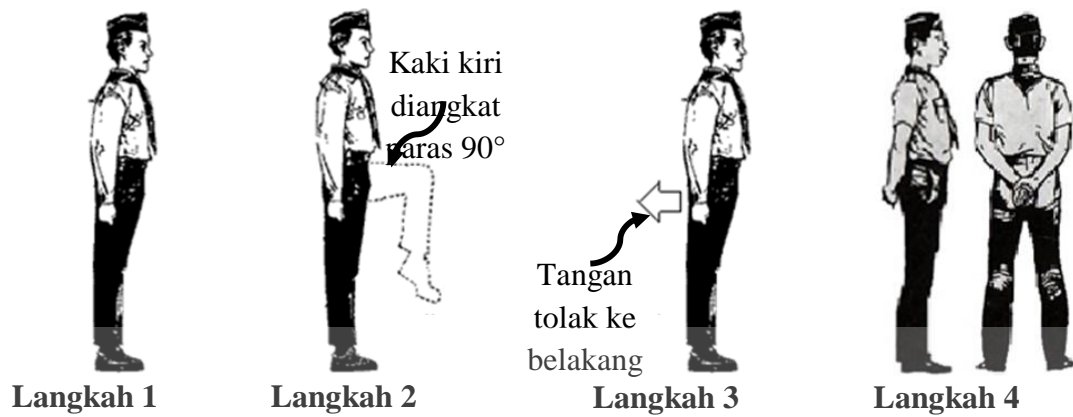 Kaki kiri
diangkat
paras 90°
Tangan
tolak ke
belakang
Langkah 1
Langkah 2
Langkah 3
Langkah 4